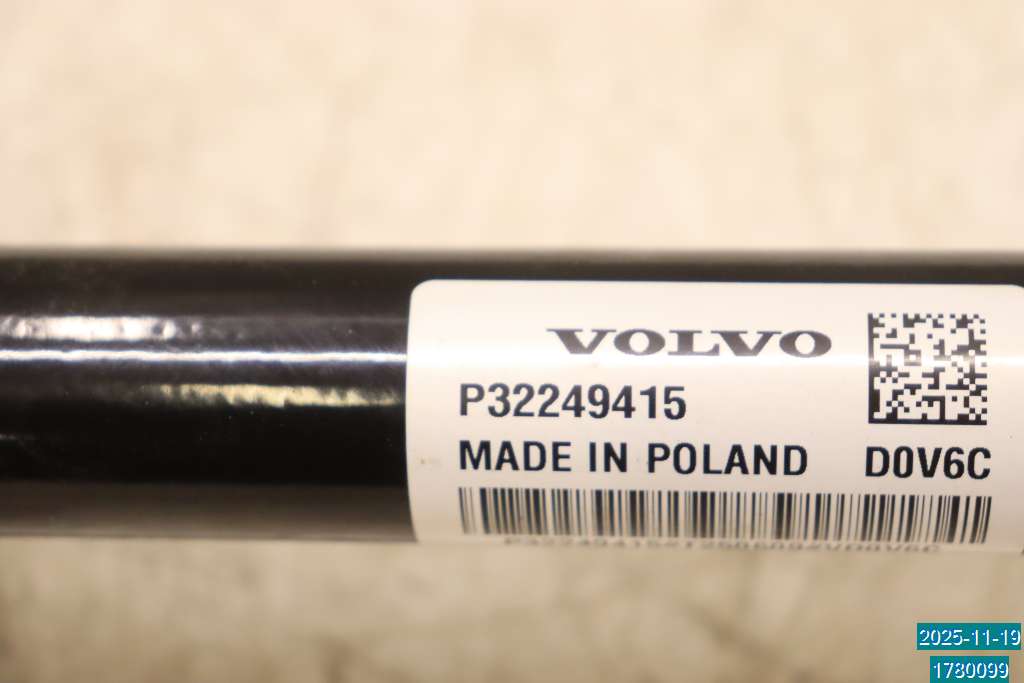 VOLVO
P32249415
MADE IN POLAND
D0V6C
2025-11-19
1780099